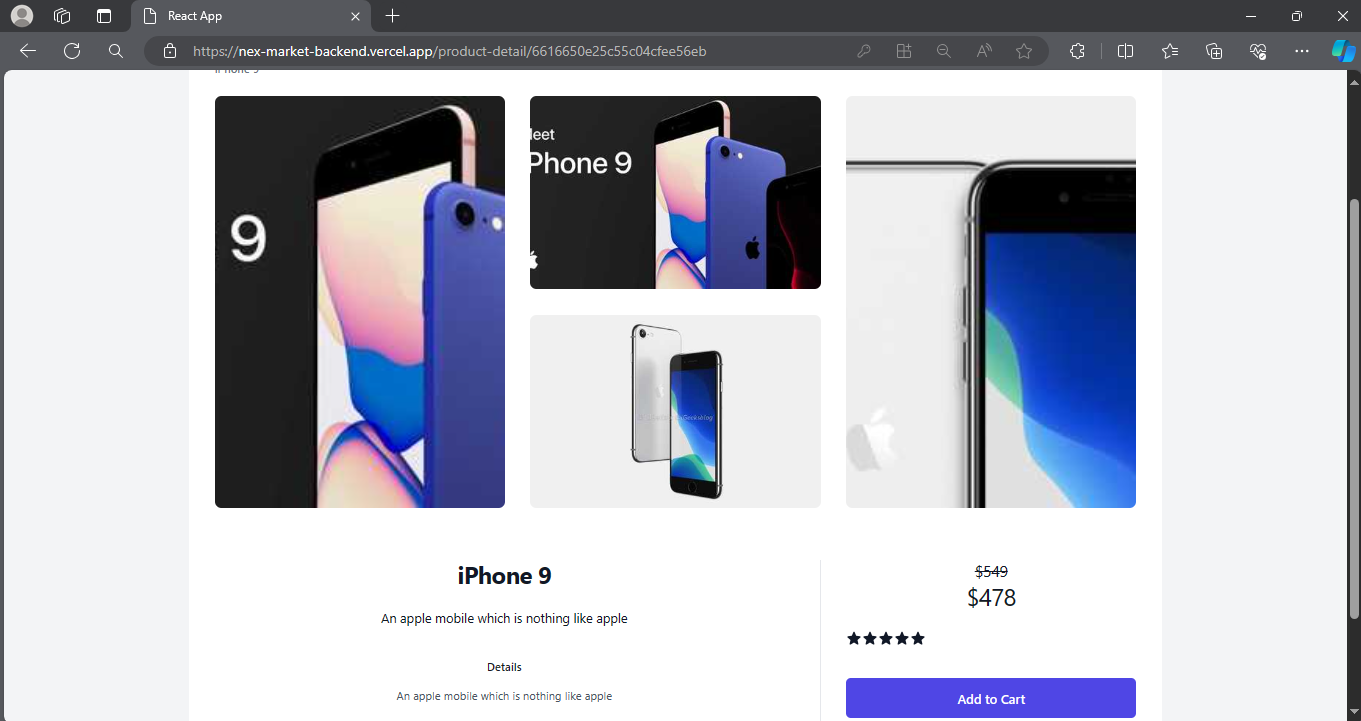 React App
https://nex-market-backend.vercel.app/product-detail/6616650e25c55c04cfee56eb
iPhone 9
9
leet
Phone 9
iPhone 9
An apple mobile which is nothing like apple
Details
An apple mobile which is nothing like apple
$549
$478
Add to Cart